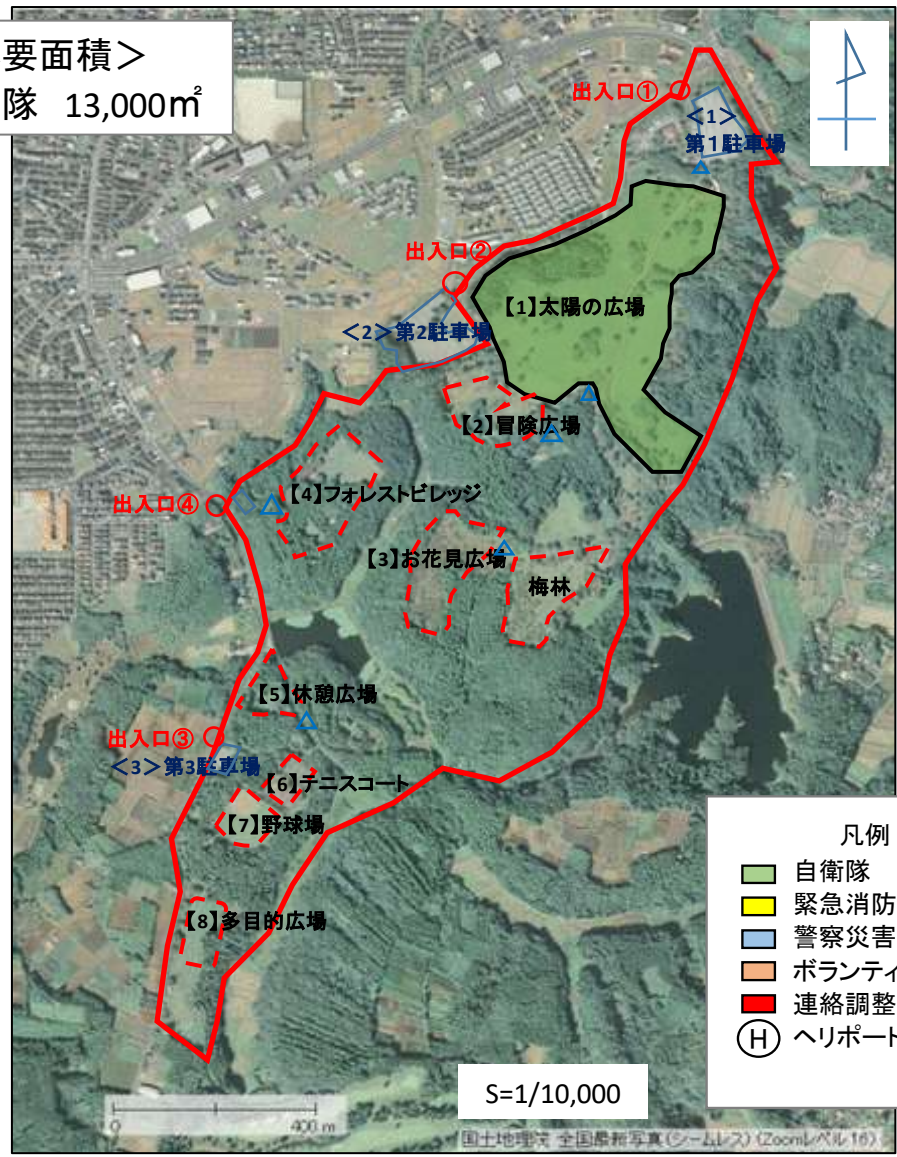 要面積＞
隊 13,000㎡
出入口①
＜1＞
第1駐車場
出入口②
【1】太陽の広場
＜2＞第2駐車場
【2】冒険広場
【4】フォレストビレッジ
出入口④
【3】お花見広場
梅林
【5】休憩広場
出入口③
＜3＞第3駐車場
【6】テニスコート
【7】野球場
【8】多目的広場
凡例
自衛隊
緊急消防
警察災害
ボランティ
連絡調整
H ヘリポート
S=1/10,000
0 400 m
国土地理院 全国最新写真(シームレス) (Zoomレベル 16)